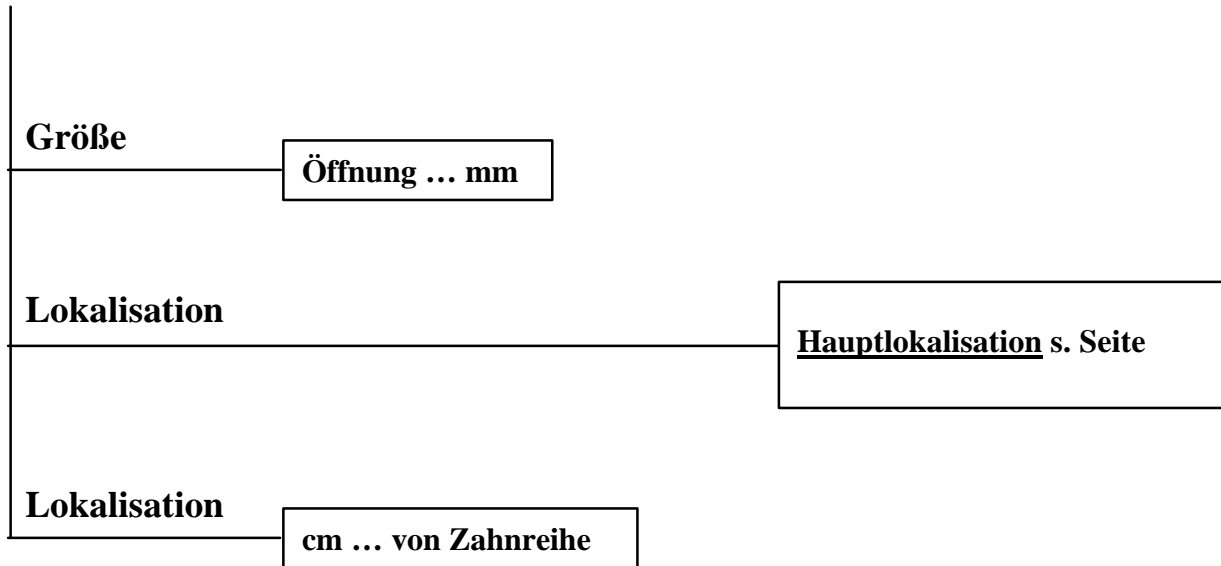 Größe
Öffnung … mm
Lokalisation
Hauptlokalisation s. Seite
Lokalisation
cm … von Zahnreihe